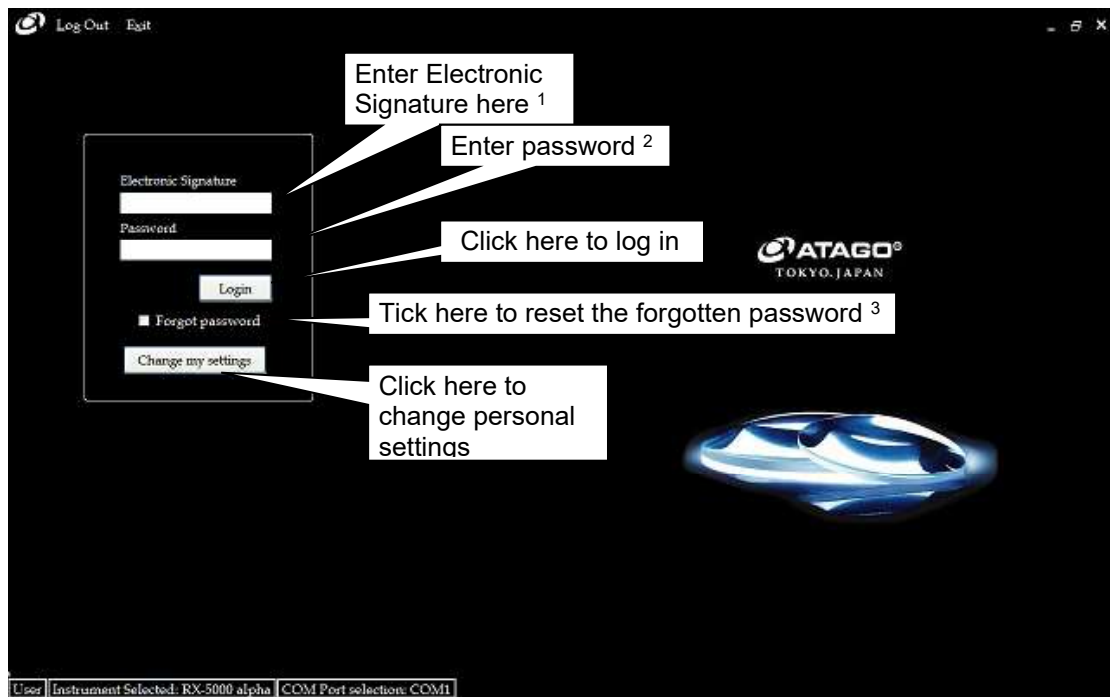 Log Out Exit
Enter Electronic
Signature here 1
Enter password 2
Electronic Signature
Password
Click here to log in
ATAGO®
TOKYO.JAPAN
Login
Tick here to reset the forgotten password 3
Forgot password
Change my settings
Click here to
change personal
settings
User Instrument Selected: RX-5000 alpha COM Port selection: COM1